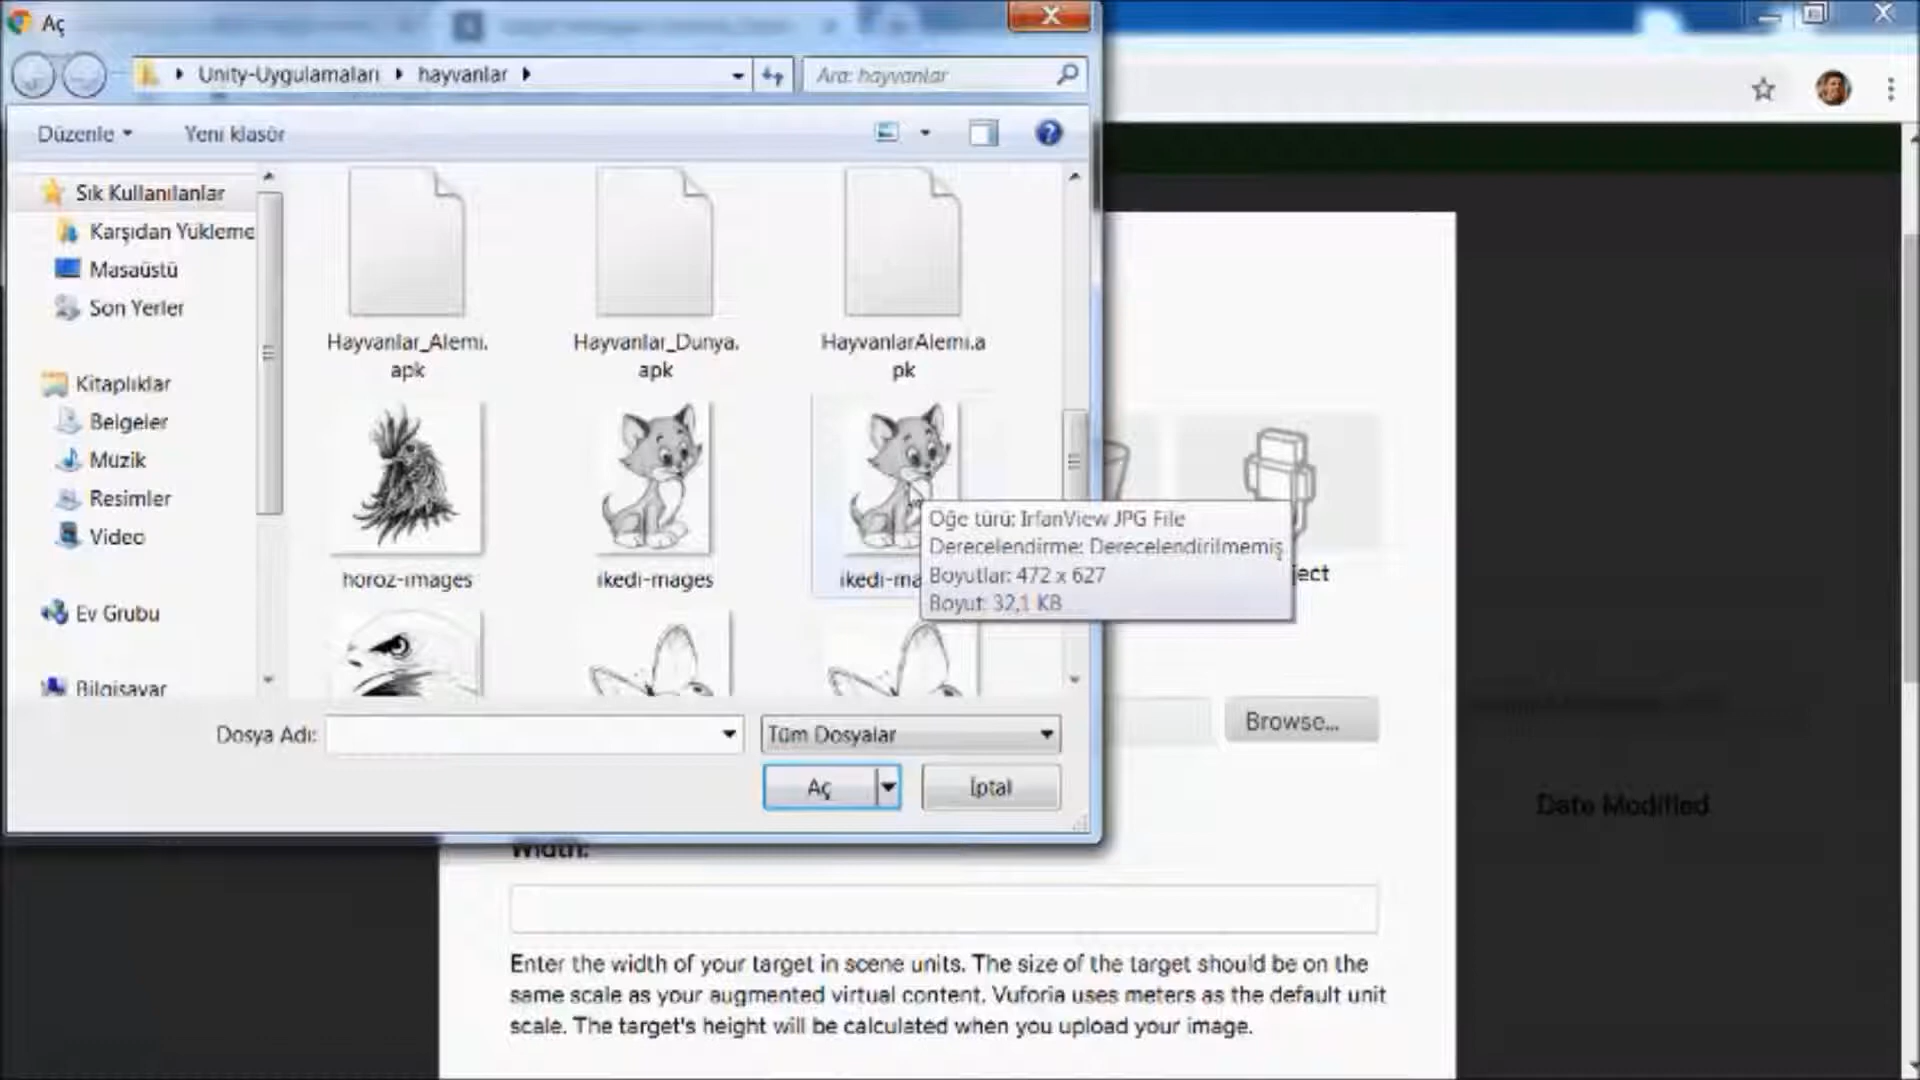 Aç
Unity-Uygulamaları
hayvanlar
Ara: hayvanlar
Düzenle
Yeni klasör
Sık Kullanılanlar
Karşıdan Yükleme
Masaüstü
Son Yerler
Kitaplıklar
Belgeler
Müzik
Resimler
Video
Ev Grubu
Bilgisayar
Hayvanlar_Alemi.
apk
Hayvanlar_Dunya.
apk
HayvanlarAlemi.a
pk
horoz-images
ikedi-mages
ikedi-ma
Öğe türü: IrfanView JPG File
Derecelendirme: Derecelendirilmemiş
Boyutlar: 472 x 627
Boyut: 32,1 KB
ject
Dosya Adı:
Tüm Dosyalar
Aç
İptal
Browse...
Date Modified
Width:
Enter the width of your target in scene units. The size of the target should be on the
same scale as your augmented virtual content. Vuforia uses meters as the default unit
scale. The target's height will be calculated when you upload your image.